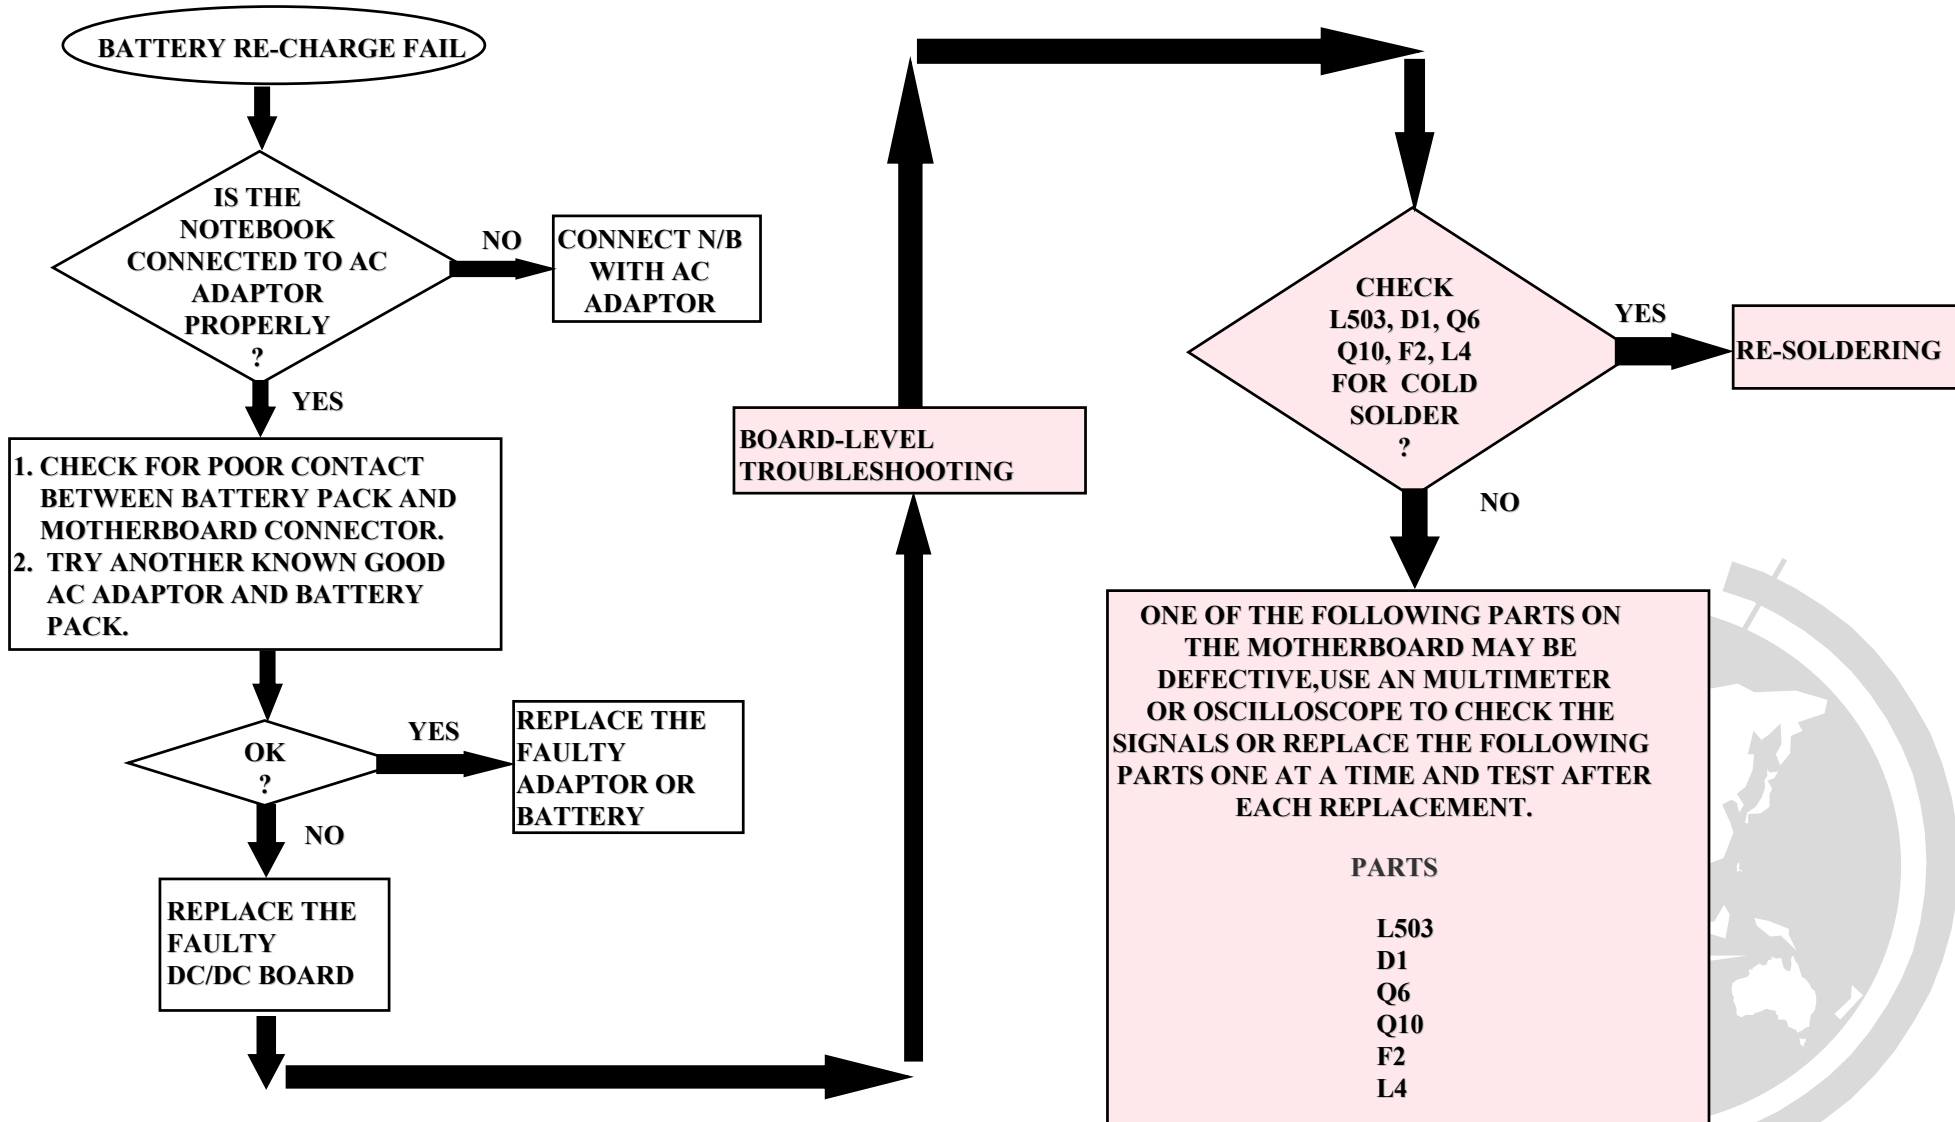 BATTERY RE-CHARGE FAIL
IS THE
NOTEBOOK
CONNECTED TO AC
ADAPTOR
PROPERLY
?
NO
CONNECT N/B
WITH AC
ADAPTOR
YES
1. CHECK FOR POOR CONTACT
BETWEEN BATTERY PACK AND
MOTHERBOARD CONNECTOR.
2. TRY ANOTHER KNOWN GOOD
AC ADAPTOR AND BATTERY
PACK.
OK
?
YES
REPLACE THE
FAULTY
ADAPTOR OR
BATTERY
NO
REPLACE THE
FAULTY
DC/DC BOARD
BOARD-LEVEL
TROUBLESHOOTING
CHECK
L503, D1, Q6
Q10, F2, L4
FOR COLD
SOLDER
?
YES
RE-SOLDERING
NO
ONE OF THE FOLLOWING PARTS ON
THE MOTHERBOARD MAY BE
DEFECTIVE,USE AN MULTIMETER
OR OSCILLOSCOPE TO CHECK THE
SIGNALS OR REPLACE THE FOLLOWING
PARTS ONE AT A TIME AND TEST AFTER
EACH REPLACEMENT.
PARTS
L503
D1
Q6
Q10
F2
L4